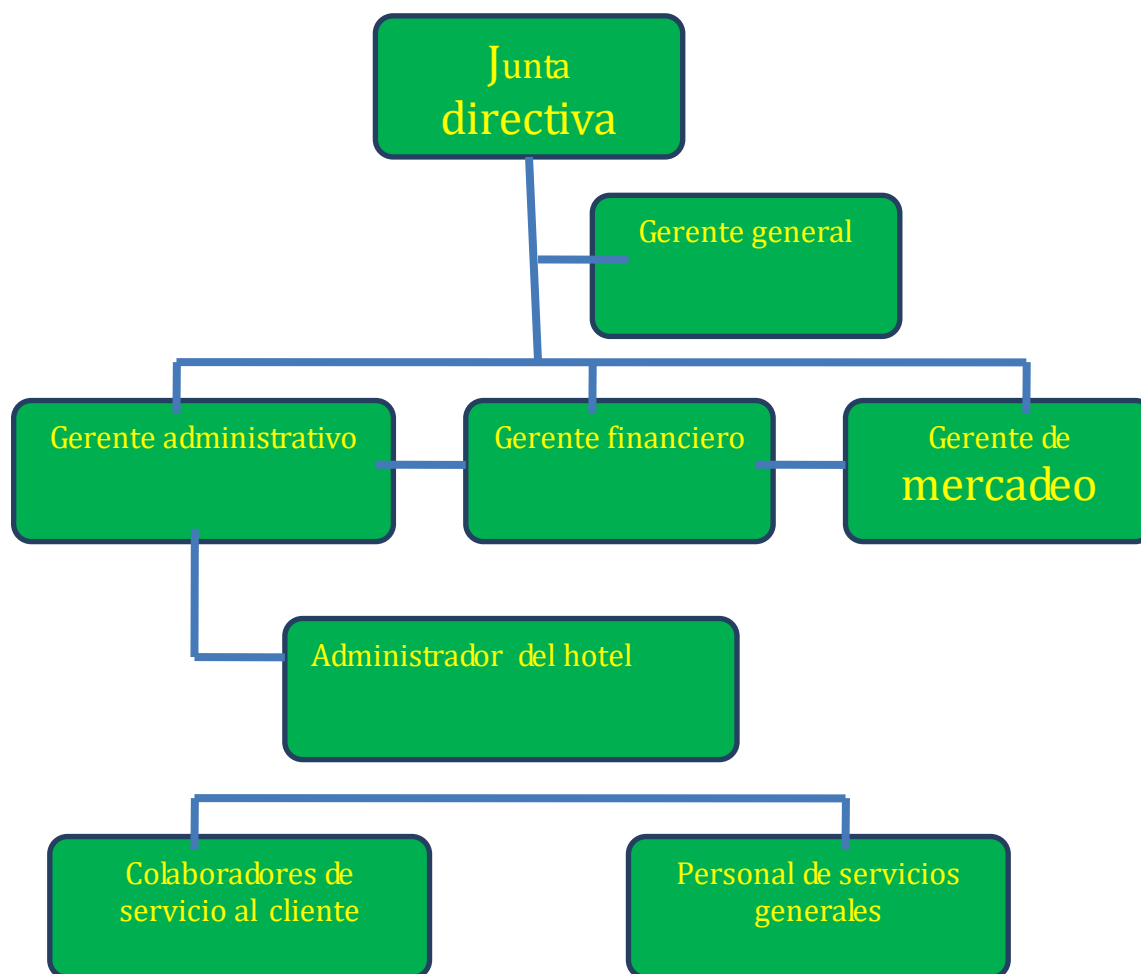 Junta
directiva
Gerente general
Gerente administrativo
Gerente financiero
Gerente de
mercadeo
Administrador del hotel
Colaboradores de
servicio al cliente
Personal de servicios
generales